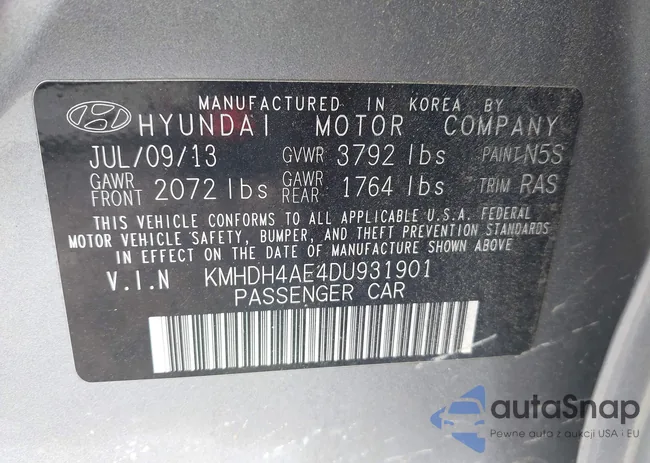 MANUFACTURED IN KOREA BY
HYUNDAI MOTOR COMPANY
JUL/09/13 GVWR 3792 lbs PAINT N5S
GAWR FRONT 2072 lbs GAWR REAR 1764 lbs TRIM RAS
THIS VEHICLE CONFORMS TO ALL APPLICABLE U.S.A. FEDERAL
MOTOR VEHICLE SAFETY, BUMPER, AND THEFT PREVENTION STANDARDS
IN EFFECT ON THE DATE OF MANUFACTURE SHOWN ABOVE.
V.I.N KMHDH4AE4DU931901
PASSENGER CAR
autaSnap
Pewne auta z aukcji USA i EU